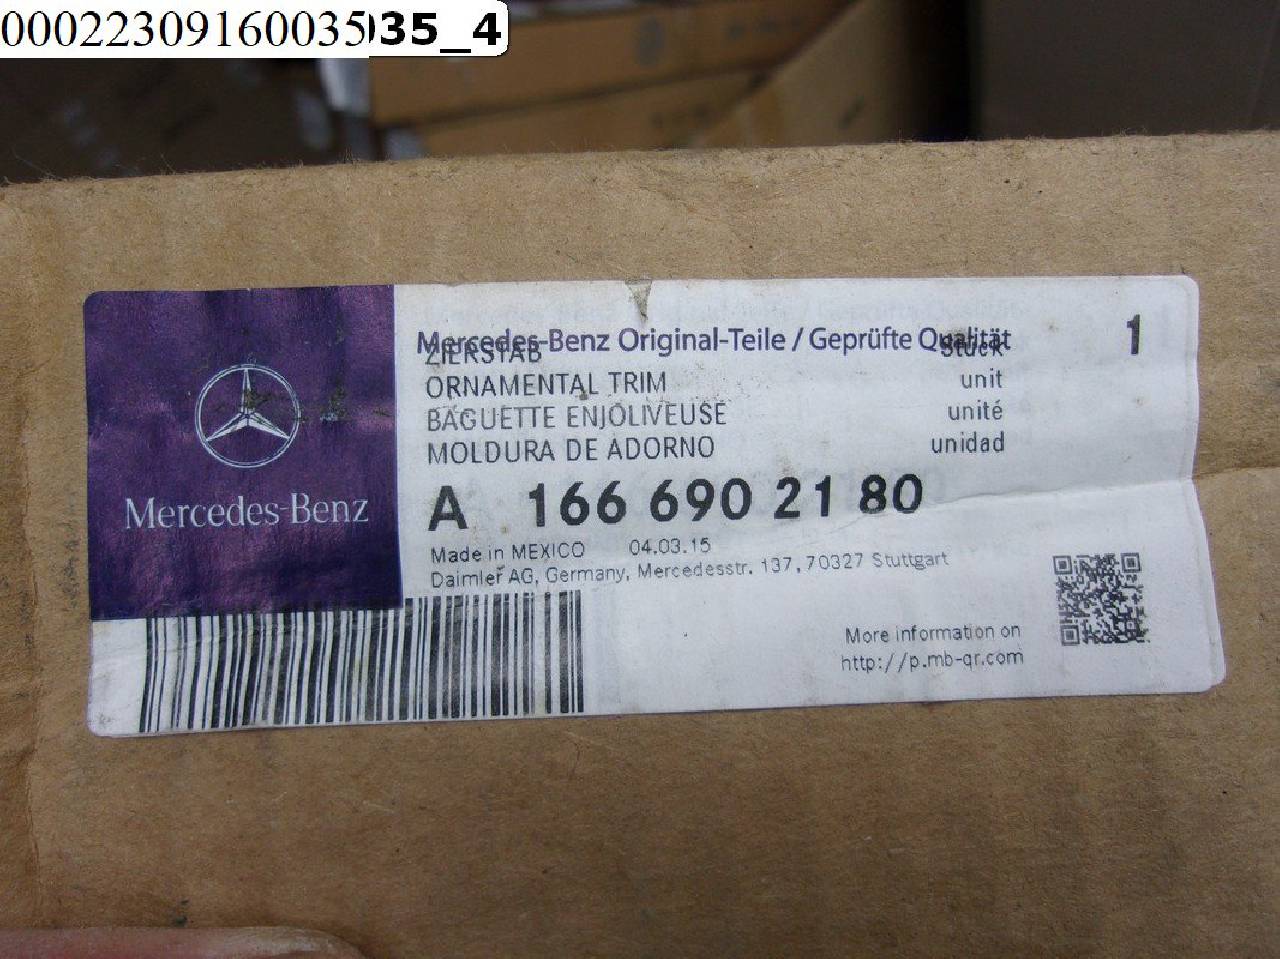 00022309160035035_4
Mercedes-Benz Original-Teile / Geprüfte Qualität 1
ZIERSTAB Stück
ORNAMENTAL TRIM unit
BAGUETTE ENJOLIVEUSE unité
MOLDURA DE ADORNO unidad
A 166 690 21 80
Made in MEXICO 04.03.15
Daimler AG, Germany, Mercedesstr. 137, 70327 Stuttgart
More information on
http://p.mb-qr.com
Mercedes-Benz